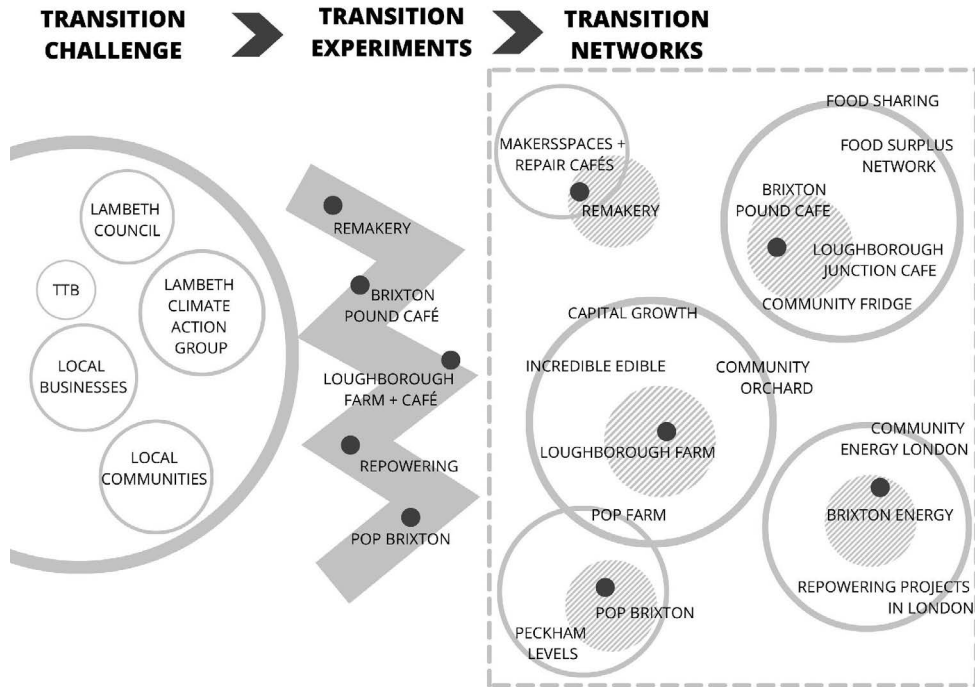 TRANSITION
CHALLENGE
TRANSITION
EXPERIMENTS
TRANSITION
NETWORKS
LAMBETH
COUNCIL
TTB
LAMBETH
CLIMATE
ACTION
GROUP
LOCAL
BUSINESSES
LOCAL
COMMUNITIES
REMAKERY
BRIXTON
POUND CAFÉ
LOUGHBOROUGH
FARM + CAFÉ
REPOWERING
POP BRIXTON
MAKERSSPACES +
REPAIR CAFÉS
REMAKERY
FOOD SHARING
FOOD SURPLUS
NETWORK
BRIXTON
POUND CAFE
LOUGHBOROUGH
JUNCTION CAFE
COMMUNITY FRIDGE
CAPITAL GROWTH
INCREDIBLE EDIBLE
COMMUNITY
ORCHARD
LOUGHBOROUGH FARM
POP FARM
COMMUNITY
ENERGY LONDON
BRIXTON ENERGY
REPOWERING PROJECTS
IN LONDON
POP BRIXTON
PECKHAM
LEVELS